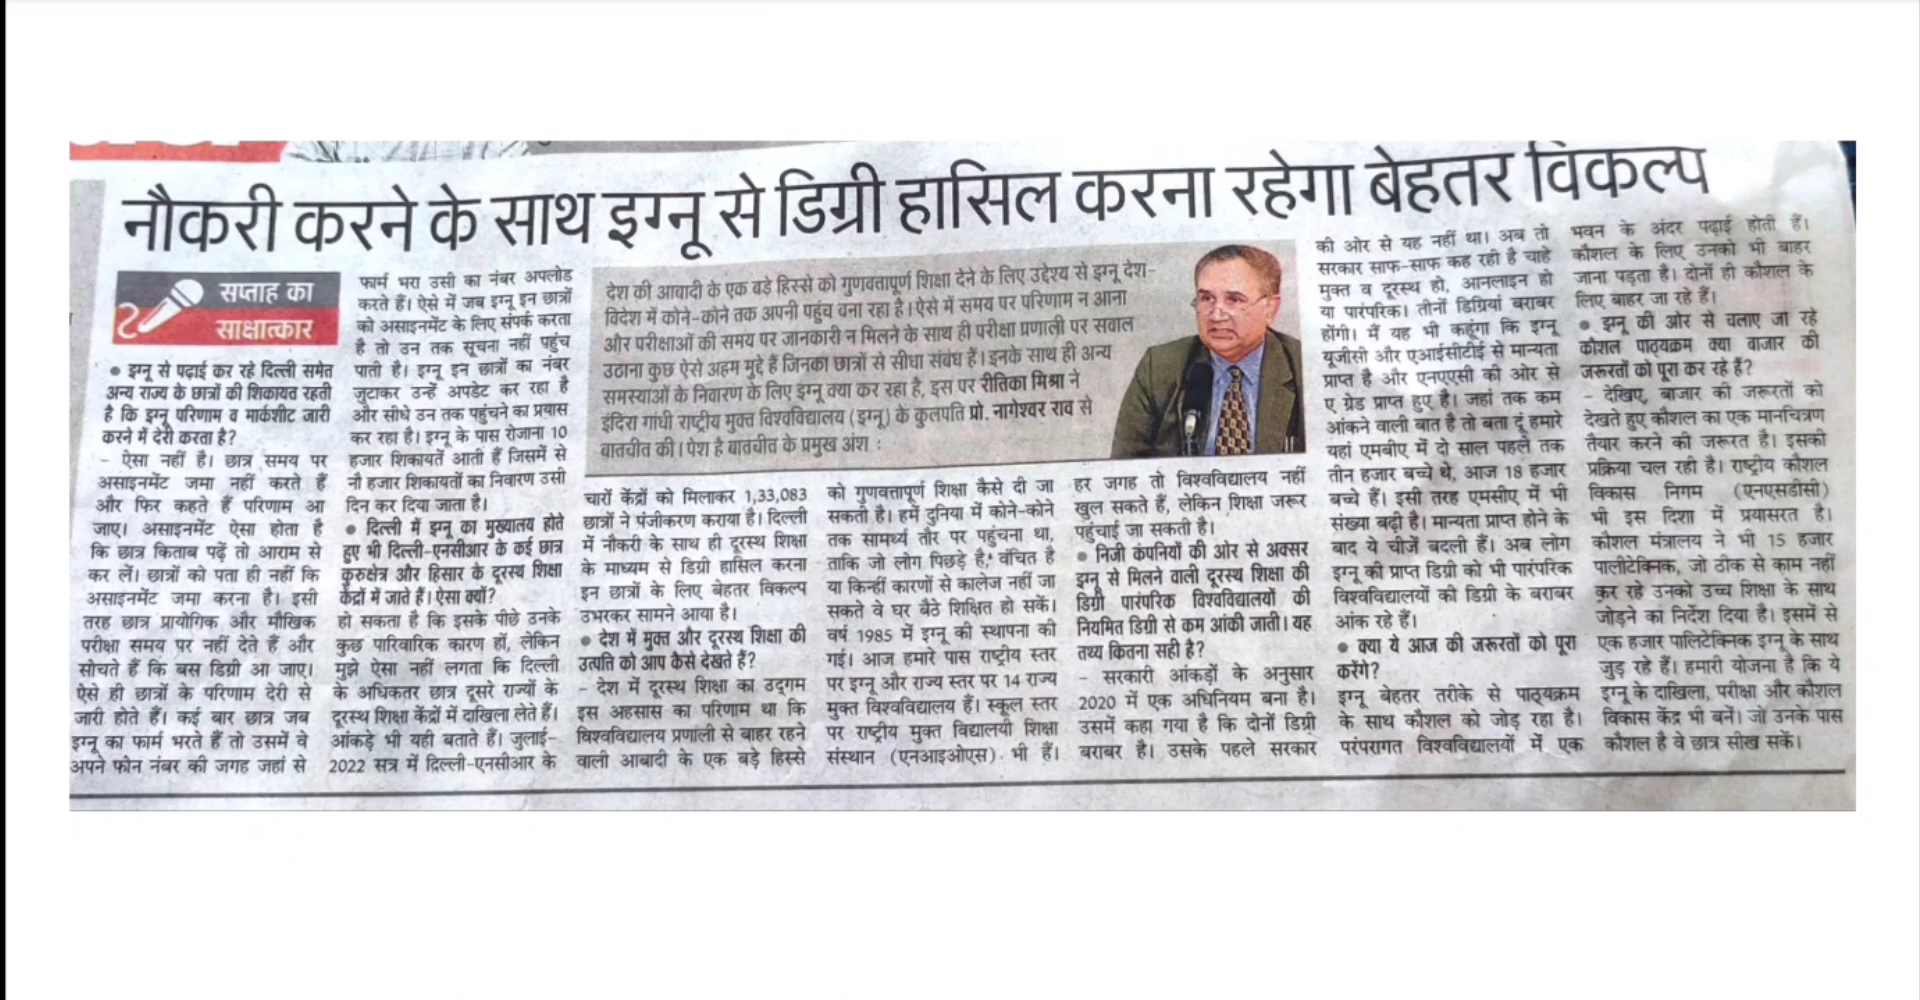 नौकरी करने के साथ इग्नू से डिग्री हासिल करना रहेगा बेहतर विकल्प
सप्ताह का
साक्षात्कार
● इग्नू से पढ़ाई कर रहे दिल्ली समेत
अन्य राज्य के छात्रों की शिकायत रहती
है कि इग्नू परिणाम व मार्कशीट जारी
करने में देरी करता है?
- ऐसा नहीं है। छात्र समय पर
असाइनमेंट जमा नहीं करते हैं
और फिर कहते हैं परिणाम आ
जाए। असाइनमेंट ऐसा होता है
कि छात्र किताब पढ़ें तो आराम से
कर लें। छात्रों को पता ही नहीं कि
असाइनमेंट जमा करना है। इसी
तरह छात्र प्रायोगिक और मौखिक
परीक्षा समय पर नहीं देते हैं और
सोचते हैं कि बस डिग्री आ जाए।
ऐसे ही छात्रों के परिणाम देरी से
जारी होते हैं। कई बार छात्र जब
इग्नू का फार्म भरते हैं तो उसमें वे
अपने फोन नंबर की जगह जहां से
फार्म भरा उसी का नंबर अपलोड
करते हैं। ऐसे में जब इग्नू इन छात्रों
को असाइनमेंट के लिए संपर्क करता
है तो उन तक सूचना नहीं पहुंच
पाती है। इग्नू इन छात्रों का नंबर
जुटाकर उन्हें अपडेट कर रहा है
और सीधे उन तक पहुंचने का प्रयास
कर रहा है। इग्नू के पास रोजाना 10
हजार शिकायतें आती हैं जिसमें से
नौ हजार शिकायतों का निवारण उसी
दिन कर दिया जाता है।
● दिल्ली में इग्नू का मुख्यालय होते
हुए भी दिल्ली-एनसीआर के कई छात्र
कुरुक्षेत्र और हिसार के दूरस्थ शिक्षा
केंद्रों में जाते हैं। ऐसा क्यों?
हो सकता है कि इसके पीछे उनके
कुछ पारिवारिक कारण हों, लेकिन
मुझे ऐसा नहीं लगता कि दिल्ली
के अधिकतर छात्र दूसरे राज्यों के
दूरस्थ शिक्षा केंद्रों में दाखिला लेते हैं।
आंकड़े भी यही बताते हैं। जुलाई-
2022 सत्र में दिल्ली-एनसीआर के
देश की आबादी के एक बड़े हिस्से को गुणवत्तापूर्ण शिक्षा देने के लिए उद्देश्य से इग्नू देश-
विदेश में कोने-कोने तक अपनी पहुंच बना रहा है। ऐसे में समय पर परिणाम न आना
और परीक्षाओं की समय पर जानकारी न मिलने के साथ ही परीक्षा प्रणाली पर सवाल
उठाना कुछ ऐसे अहम मुद्दे हैं जिनका छात्रों से सीधा संबंध हैं। इनके साथ ही अन्य
समस्याओं के निवारण के लिए इग्नू क्या कर रहा है, इस पर रीतिका मिश्रा ने
इंदिरा गांधी राष्ट्रीय मुक्त विश्वविद्यालय (इग्नू) के कुलपति प्रो. नागेश्वर राव से
बातचीत की। पेश है बातचीत के प्रमुख अंश :
चारों केंद्रों को मिलाकर 1,33,083
छात्रों ने पंजीकरण कराया है। दिल्ली
में नौकरी के साथ ही दूरस्थ शिक्षा
के माध्यम से डिग्री हासिल करना
इन छात्रों के लिए बेहतर विकल्प
उभरकर सामने आया है।
● देश में मुक्त और दूरस्थ शिक्षा की
उत्पति को आप कैसे देखते हैं?
- देश में दूरस्थ शिक्षा का उद्गम
इस अहसास का परिणाम था कि
विश्वविद्यालय प्रणाली से बाहर रहने
वाली आबादी के एक बड़े हिस्से
को गुणवत्तापूर्ण शिक्षा कैसे दी जा
सकती है। हमें दुनिया में कोने-कोने
तक सामर्थ्य तौर पर पहुंचना था,
ताकि जो लोग पिछड़े है, वंचित है
या किन्हीं कारणों से कालेज नहीं जा
सकते वे घर बैठे शिक्षित हो सकें।
वर्ष 1985 में इग्नू की स्थापना की
गई। आज हमारे पास राष्ट्रीय स्तर
पर इग्नू और राज्य स्तर पर 14 राज्य
मुक्त विश्वविद्यालय हैं। स्कूल स्तर
पर राष्ट्रीय मुक्त विद्यालयी शिक्षा
संस्थान (एनआइओएस) भी हैं।
हर जगह तो विश्वविद्यालय नहीं
खुल सकते हैं, लेकिन शिक्षा जरूर
पहुंचाई जा सकती है।
● निजी कंपनियों की ओर से अक्सर
इग्नू से मिलने वाली दूरस्थ शिक्षा की
डिग्री पारंपरिक विश्वविद्यालयों की
नियमित डिग्री से कम आंकी जाती। यह
तथ्य कितना सही है?
- सरकारी आंकड़ों के अनुसार
2020 में एक अधिनियम बना है।
उसमें कहा गया है कि दोनों डिग्री
बराबर है। उसके पहले सरकार
की ओर से यह नहीं था। अब तो
सरकार साफ-साफ कह रही है चाहे
मुक्त व दूरस्थ हो, आनलाइन हो
या पारंपरिक। तीनों डिग्रियां बराबर
होंगी। मैं यह भी कहूंगा कि इग्नू
यूजीसी और एआईसीटीई से मान्यता
प्राप्त है और एनएएसी की ओर से
ए ग्रेड प्राप्त हुए है। जहां तक कम
आंकने वाली बात है तो बता दूं हमारे
यहां एमबीए में दो साल पहले तक
तीन हजार बच्चे थे, आज 18 हजार
बच्चे हैं। इसी तरह एमसीए में भी
संख्या बढ़ी है। मान्यता प्राप्त होने के
बाद ये चीजें बदली हैं। अब लोग
इग्नू की प्राप्त डिग्री को भी पारंपरिक
विश्वविद्यालयों की डिग्री के बराबर
आंक रहे हैं।
● क्या ये आज की जरूरतों को पूरा
करेंगे?
इग्नू बेहतर तरीके से पाठ्यक्रम
के साथ कौशल को जोड़ रहा है।
परंपरागत विश्वविद्यालयों में एक
भवन के अंदर पढ़ाई होती हैं।
कौशल के लिए उनको भी बाहर
जाना पड़ता है। दोनों ही कौशल के
लिए बाहर जा रहे हैं।
● इग्नू की ओर से चलाए जा रहे
कौशल पाठ्यक्रम क्या बाजार की
जरूरतों को पूरा कर रहे हैं?
- देखिए, बाजार की जरूरतों को
देखते हुए कौशल का एक मानचित्रण
तैयार करने की जरूरत है। इसकी
प्रक्रिया चल रही है। राष्ट्रीय कौशल
विकास निगम (एनएसडीसी)
भी इस दिशा में प्रयासरत है।
कौशल मंत्रालय ने भी 15 हजार
पालीटेक्निक, जो ठीक से काम नहीं
कर रहे उनको उच्च शिक्षा के साथ
जोड़ने का निर्देश दिया है। इसमें से
एक हजार पालिटेक्निक इग्नू के साथ
जुड़ रहे हैं। हमारी योजना है कि ये
इग्नू के दाखिला, परीक्षा और कौशल
विकास केंद्र भी बनें। जो उनके पास
कौशल है वे छात्र सीख सकें।